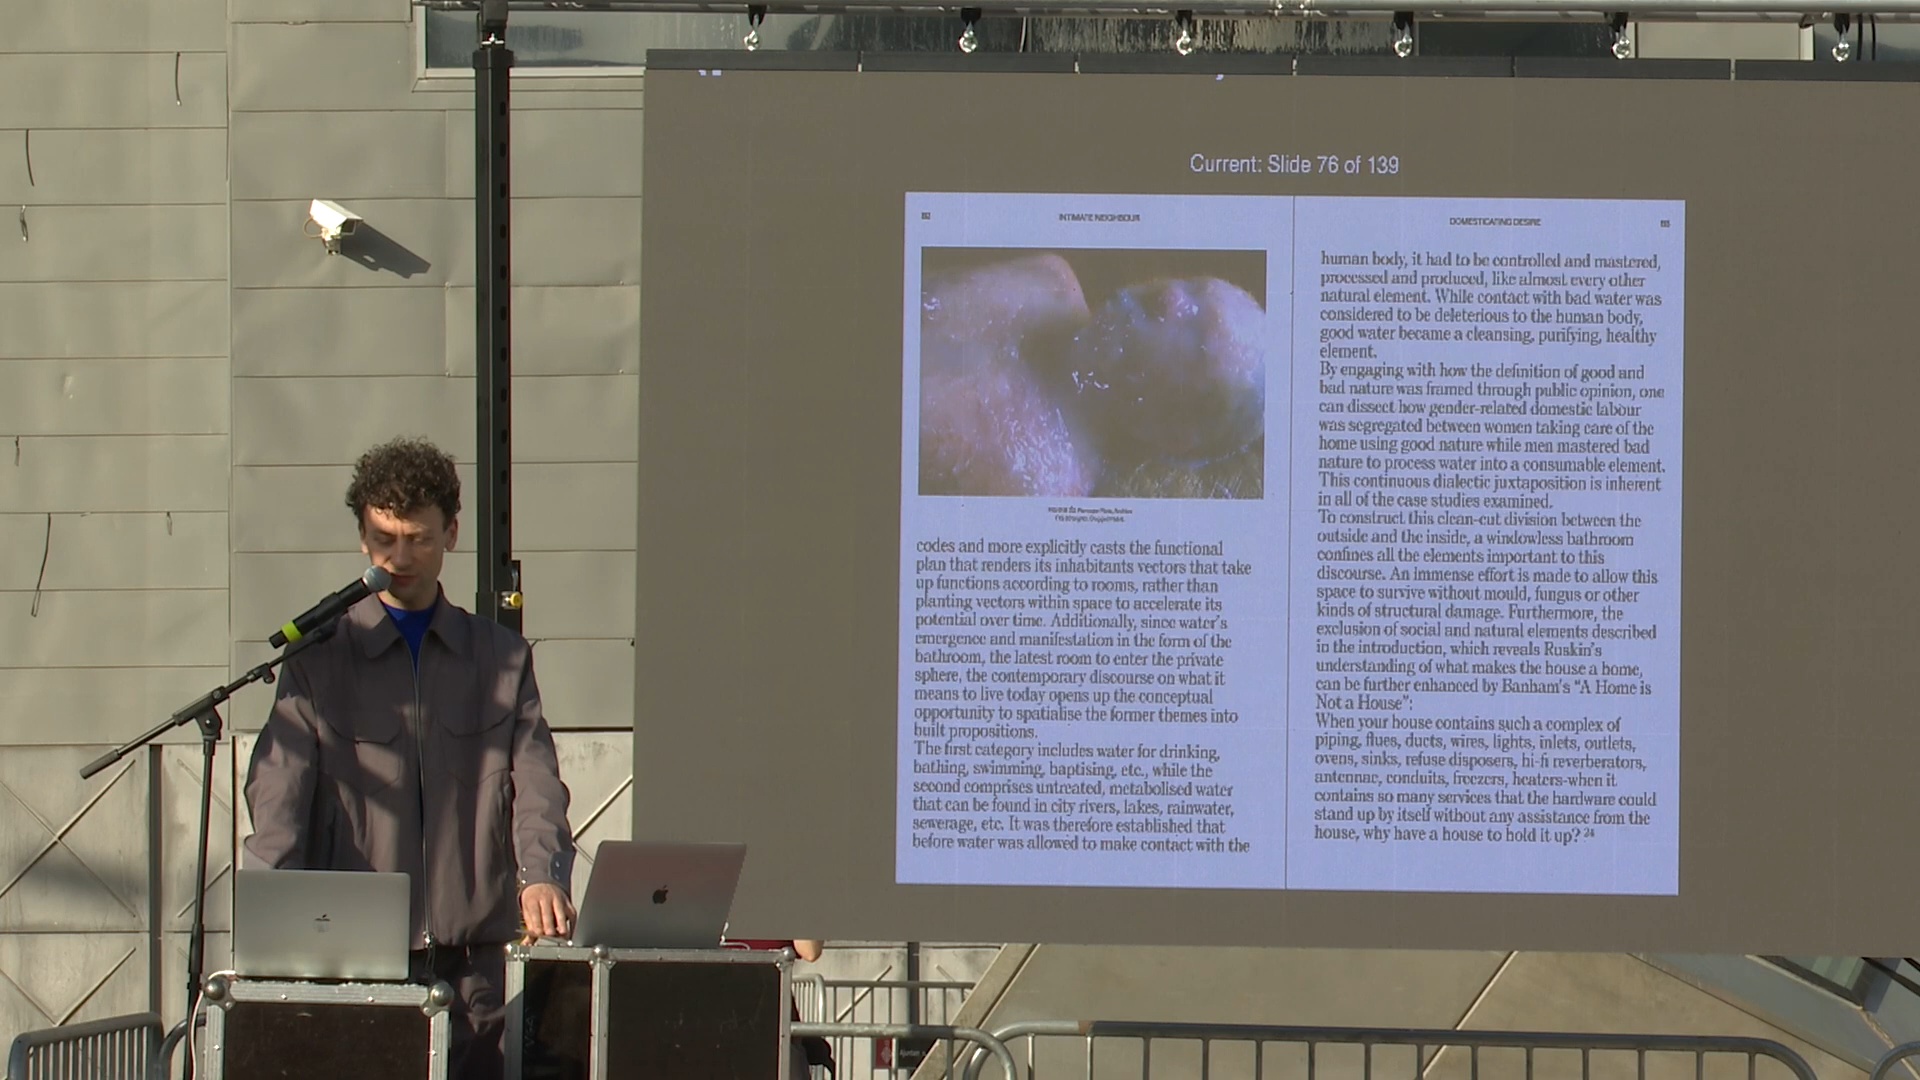 Current: Slide 76 of 139
INTIMATE NEIGHBOUR
codes and more explicitly casts the functional
plan that renders its inhabitants vectors that take
up functions according to rooms, rather than
planting vectors within space to accelerate its
potential over time. Additionally, since water's
emergence and manifestation in the form of the
bathroom, the latest room to enter the private
sphere, the contemporary discourse on what it
means to live today opens up the conceptual
opportunity to spatialise the former themes into
built propositions.
The first category includes water for drinking,
bathing, swimming, baptising, etc., while the
second comprises untreated, metabolised water
that can be found in city rivers, lakes, rainwater,
sewerage, etc. It was therefore established that
before water was allowed to make contact with the
DOMESTICATING DESIRE
human body, it had to be controlled and mastered,
processed and produced, like almost every other
natural element. While contact with bad water was
considered to be deleterious to the human body,
good water became a cleansing, purifying, healthy
element.
By engaging with how the definition of good and
bad nature was framed through public opinion, one
can dissect how gender-related domestic labour
was segregated between women taking care of the
home using good nature while men mastered bad
nature to process water into a consumable element.
This continuous dialectic juxtaposition is inherent
in all of the case studies examined.
To construct this clean-cut division between the
outside and the inside, a windowless bathroom
confines all the elements important to this
discourse. An immense effort is made to allow this
space to survive without mould, fungus or other
kinds of structural damage. Furthermore, the
exclusion of social and natural elements described
in the introduction, which reveals Ruskin's
understanding of what makes the house a home,
can be further enhanced by Banham's "A Home is
Not a House":
When your house contains such a complex of
piping, flues, ducts, wires, lights, inlets, outlets,
ovens, sinks, refuse disposers, hi-fi reverberators,
antennae, conduits, freezers, heaters-when it
contains so many services that the hardware could
stand up by itself without any assistance from the
house, why have a house to hold it up? 24